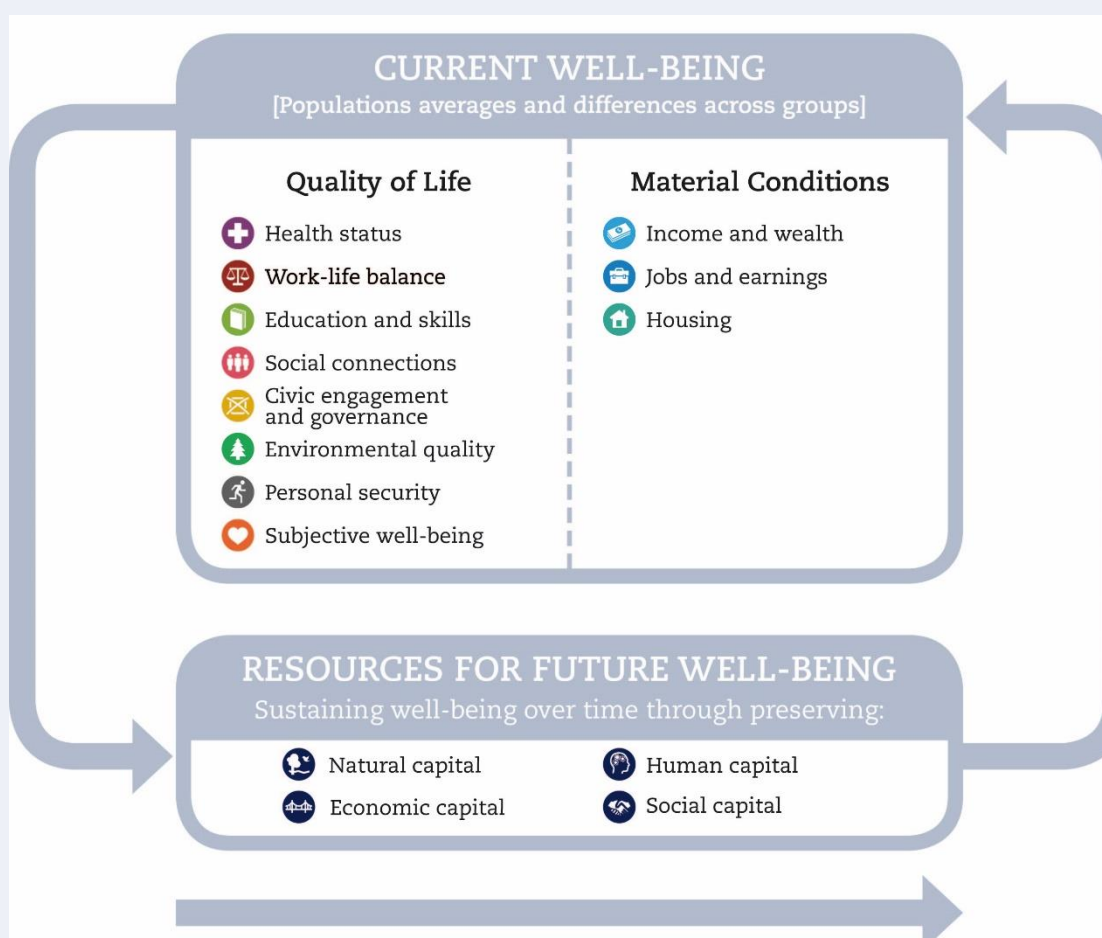 CURRENT WELL-BEING
[Populations averages and differences across groups]
Quality of Life
Health status
Work-life balance
Education and skills
Social connections
Civic engagement
and governance
Environmental quality
Personal security
Subjective well-being
Material Conditions
Income and wealth
Jobs and earnings
Housing
RESOURCES FOR FUTURE WELL-BEING
Sustaining well-being over time through preserving:
Natural capital
Economic capital
Human capital
Social capital